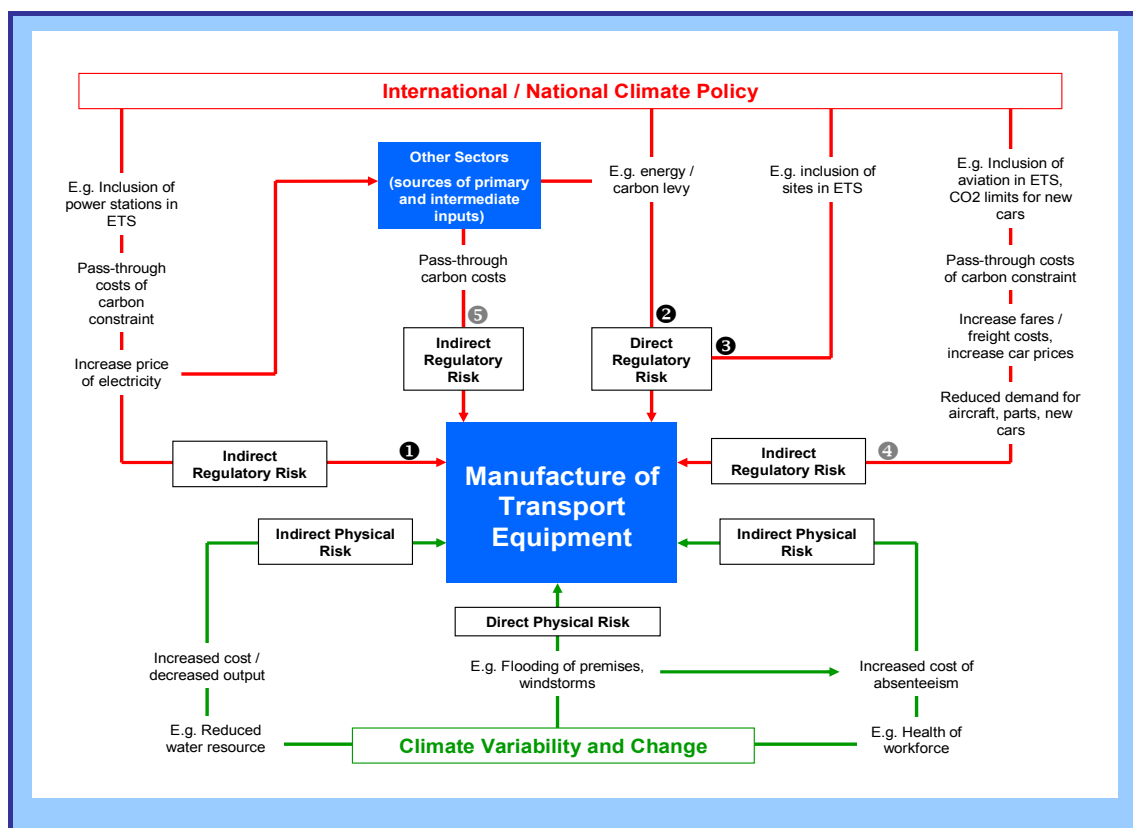 International / National Climate Policy
E.g. Inclusion of
power stations in
ETS
Pass-through
costs of
carbon
constraint
Increase price
of electricity
Other Sectors
(sources of primary
and intermediate
inputs)
Pass-through
carbon costs
❺
Indirect
Regulatory
Risk
E.g. energy /
carbon levy
❷
Direct
Regulatory
Risk
❸
E.g. inclusion of
sites in ETS
E.g. Inclusion of
aviation in ETS,
CO2 limits for new
cars
Pass-through costs
of carbon constraint
Increase fares /
freight costs,
increase car prices
Reduced demand for
aircraft, parts, new
cars
Indirect
Regulatory Risk
❶
Manufacture of
Transport
Equipment
Indirect
Regulatory Risk
❹
Indirect Physical
Risk
Indirect Physical
Risk
Direct Physical Risk
Increased cost /
decreased output
E.g. Flooding of premises,
windstorms
Increased cost of
absenteeism
E.g. Reduced
water resource
Climate Variability and Change
E.g. Health of
workforce